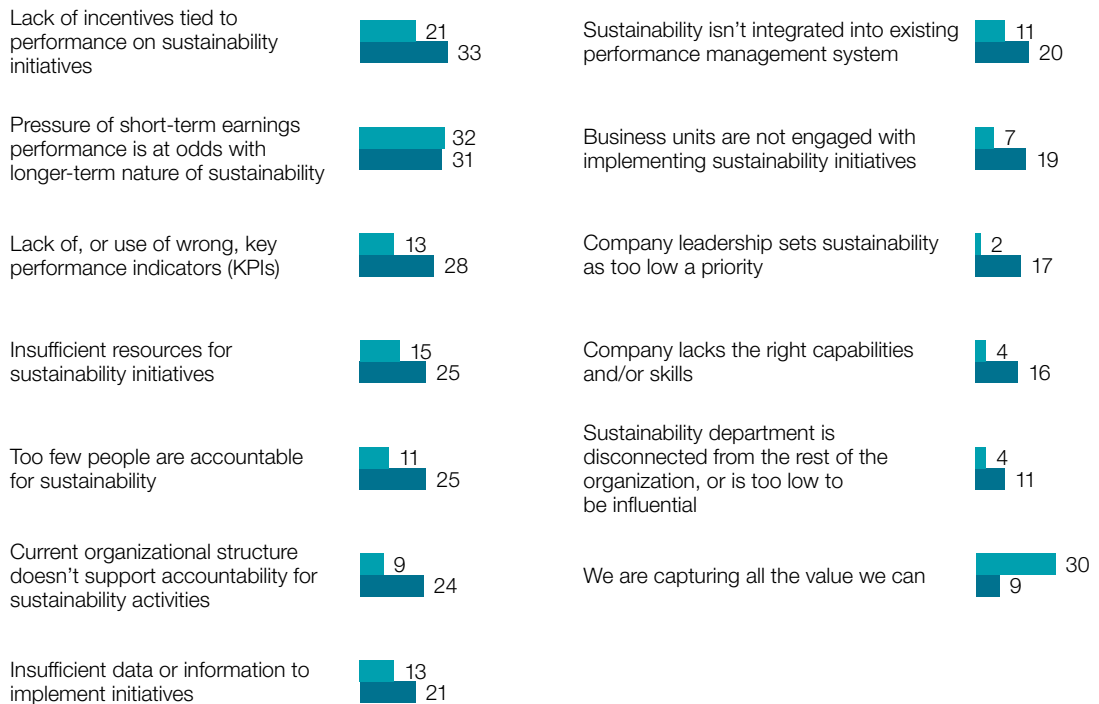 Lack of incentives tied to
performance on sustainability
initiatives
21
33
Pressure of short-term earnings
performance is at odds with
longer-term nature of sustainability
32
31
Lack of, or use of wrong, key
performance indicators (KPIs)
13
28
Insufficient resources for
sustainability initiatives
15
25
Too few people are accountable
for sustainability
11
25
Current organizational structure
doesn’t support accountability for
sustainability activities
9
24
Insufficient data or information to
implement initiatives
13
21
Sustainability isn’t integrated into existing
performance management system
11
20
Business units are not engaged with
implementing sustainability initiatives
7
19
Company leadership sets sustainability
as too low a priority
2
17
Company lacks the right capabilities
and/or skills
4
16
Sustainability department is
disconnected from the rest of the
organization, or is too low to
be influential
4
11
We are capturing all the value we can
30
9